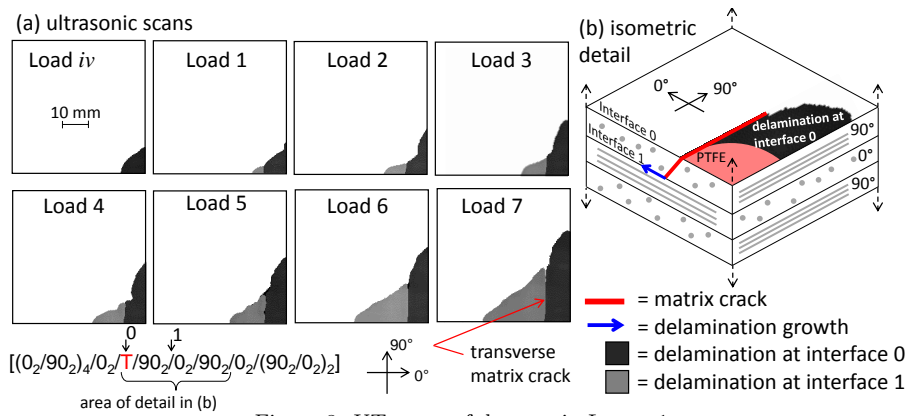 (a) ultrasonic scans
Load iv
10 mm
Load 1
Load 2
Load 3
Load 4
Load 5
Load 6
Load 7
0
1
[(0₂/90₂)₄/0₂/T/90₂/0₂/90₂/0₂/(90₂/0₂)₂]
area of detail in (b)
90°
0°
transverse
matrix crack
(b) isometric
detail
0°
90°
Interface 0
Interface 1
delamination at
interface 0
PTFE
90°
0°
90°
= matrix crack
= delamination growth
= delamination at interface 0
= delamination at interface 1